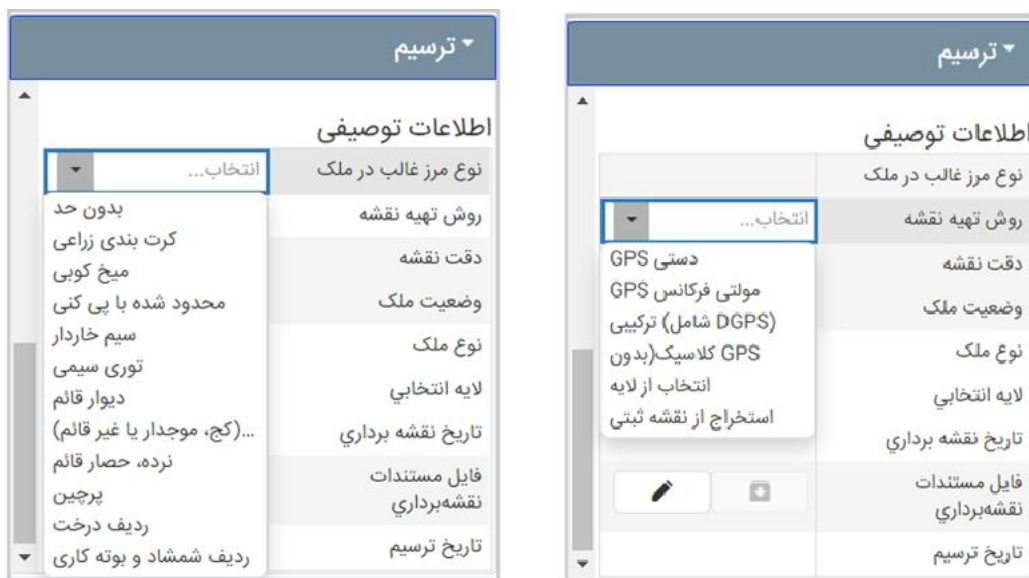 ترسیم
اطلاعات توصیفی
نوع مرز غالب در ملک
روش تهیه نقشه
انتخاب...
دستی GPS
مولتی فرکانس GPS
(DGPS شامل) ترکیبی
GPS کلاسیک(بدون
انتخاب از لایه
استخراج از نقشه ثبتی
دقت نقشه
وضعیت ملک
نوع ملک
لایه انتخابي
تاریخ نقشه برداري
فایل مستندات
نقشه‌برداري
تاریخ ترسیم
ترسیم
اطلاعات توصیفی
نوع مرز غالب در ملک
انتخاب...
بدون حد
کرت بندی زراعی
میخ کوبی
محدود شده با پی کنی
سیم خاردار
توری سیمی
دیوار قائم
...(کج، موجدار یا غیر قائم)
نرده، حصار قائم
پرچین
ردیف درخت
ردیف شمشاد و بوته کاری
روش تهیه نقشه
دقت نقشه
وضعیت ملک
نوع ملک
لایه انتخابي
تاریخ نقشه برداري
فایل مستندات
نقشه‌برداري
تاریخ ترسیم